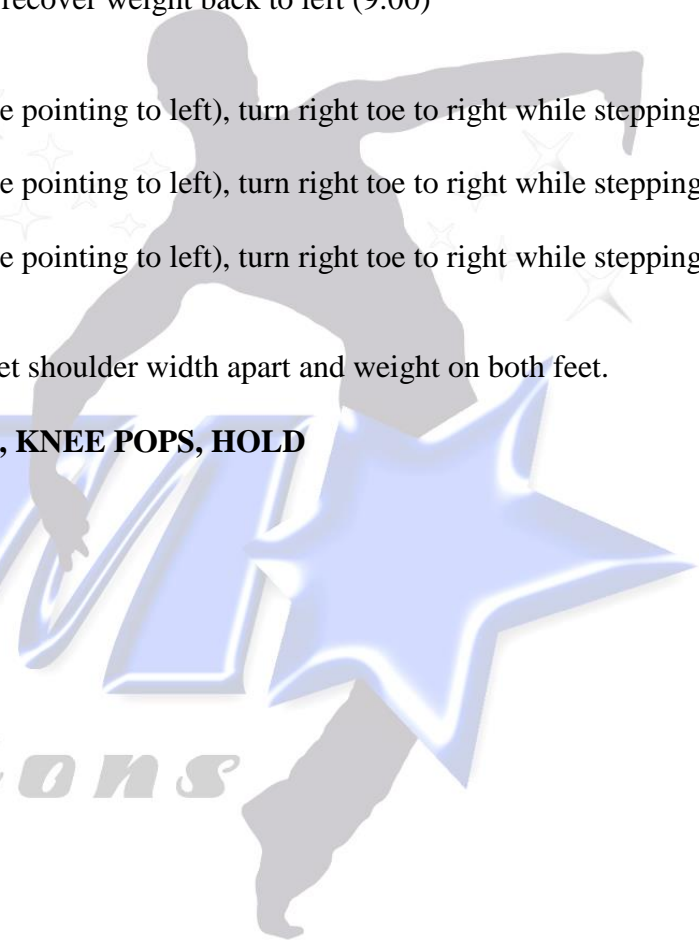 recover weight back to left (9:00)
e pointing to left), turn right toe to right while stepping
e pointing to left), turn right toe to right while stepping
e pointing to left), turn right toe to right while stepping
et shoulder width apart and weight on both feet.
, KNEE POPS, HOLD
M
ons